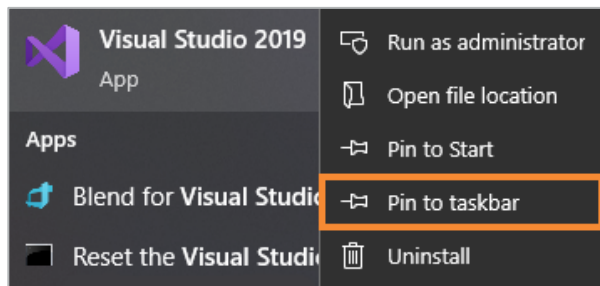 Visual Studio 2019
App
Apps
Blend for Visual Studio
Reset the Visual Studi
Run as administrator
Open file location
Pin to Start
Pin to taskbar
Uninstall